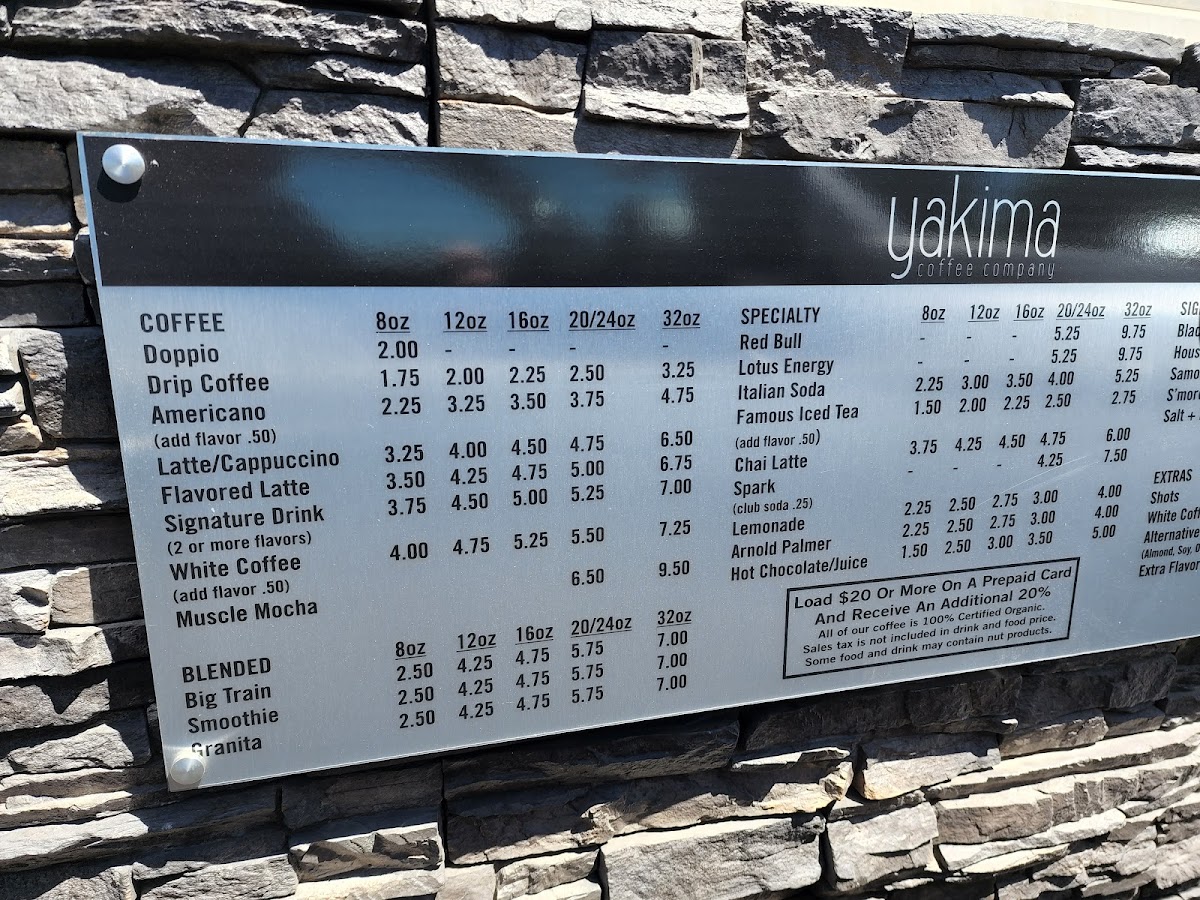 yakima
coffee company
COFFEE 8oz 12oz 16oz 20/24oz 32oz
Doppio 2.00 - - - -
Drip Coffee 1.75 2.00 2.25 2.50 3.25
Americano 2.25 3.25 3.50 3.75 4.75
(add flavor .50)
Latte/Cappuccino 3.25 4.00 4.50 4.75 6.50
Flavored Latte 3.50 4.25 4.75 5.00 6.75
Signature Drink 3.75 4.50 5.00 5.25 7.00
(2 or more flavors)
White Coffee 4.00 4.75 5.25 5.50 7.25
(add flavor .50)
Muscle Mocha 6.50 9.50
BLENDED 8oz 12oz 16oz 20/24oz 32oz
Big Train 2.50 4.25 4.75 5.75 7.00
Smoothie 2.50 4.25 4.75 5.75 7.00
Granita 2.50 4.25 4.75 5.75 7.00
SPECIALTY 8oz 12oz 16oz 20/24oz 32oz
Red Bull - - - 5.25 9.75
Lotus Energy - - - 5.25 9.75
Italian Soda 2.25 3.00 3.50 4.00 5.25
Famous Iced Tea 1.50 2.00 2.25 2.50 2.75
(add flavor .50)
Chai Latte 3.75 4.25 4.50 4.75 6.00
Spark - - - 4.25 7.50
(club soda .25)
Lemonade 2.25 2.50 2.75 3.00 4.00
Arnold Palmer 2.25 2.50 2.75 3.00 4.00
Hot Chocolate/Juice 1.50 2.50 3.00 3.50 5.00
Load $20 Or More On A Prepaid Card
And Receive An Additional 20%
All of our coffee is 100% Certified Organic.
Sales tax is not included in drink and food price.
Some food and drink may contain nut products.
SIG
Blac
Hous
Samo
S'mor
Salt +
EXTRAS
Shots
White Coff
Alternative
(Almond, Soy, O
Extra Flavor